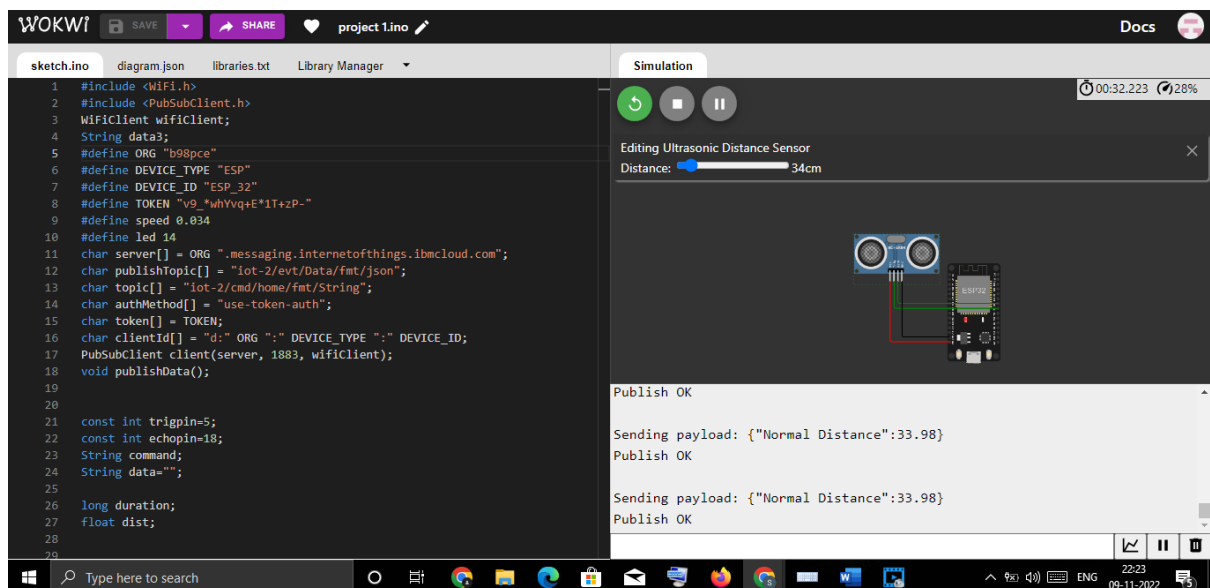 WOKWI SAVE SHARE project 1.ino Docs
sketch.ino diagram.json libraries.txt Library Manager
Simulation
1 #include <WiFi.h>
2 #include <PubSubClient.h>
3 WiFiClient wifiClient;
4 String data3;
5 #define ORG "b98pce"
6 #define DEVICE_TYPE "ESP"
7 #define DEVICE_ID "ESP_32"
8 #define TOKEN "v9_*whYvq+E*1T+zP-"
9 #define speed 0.034
10 #define led 14
11 char server[] = ORG ".messaging.internetofthings.ibmcloud.com";
12 char publishTopic[] = "iot-2/evt/Data/fmt/json";
13 char topic[] = "iot-2/cmd/home/fmt/String";
14 char authMethod[] = "use-token-auth";
15 char token[] = TOKEN;
16 char clientId[] = "d:" ORG ":" DEVICE_TYPE ":" DEVICE_ID;
17 PubSubClient client(server, 1883, wifiClient);
18 void publishData();
19
20
21 const int trigpin=5;
22 const int echopin=18;
23 String command;
24 String data="";
25
26 long duration;
27 float dist;
28
29
00:32.223 28%
Editing Ultrasonic Distance Sensor
Distance: 34cm
ESP32
Publish OK
Sending payload: {"Normal Distance":33.98}
Publish OK
Sending payload: {"Normal Distance":33.98}
Publish OK
Type here to search
ENG
22:23
09-11-2022
5